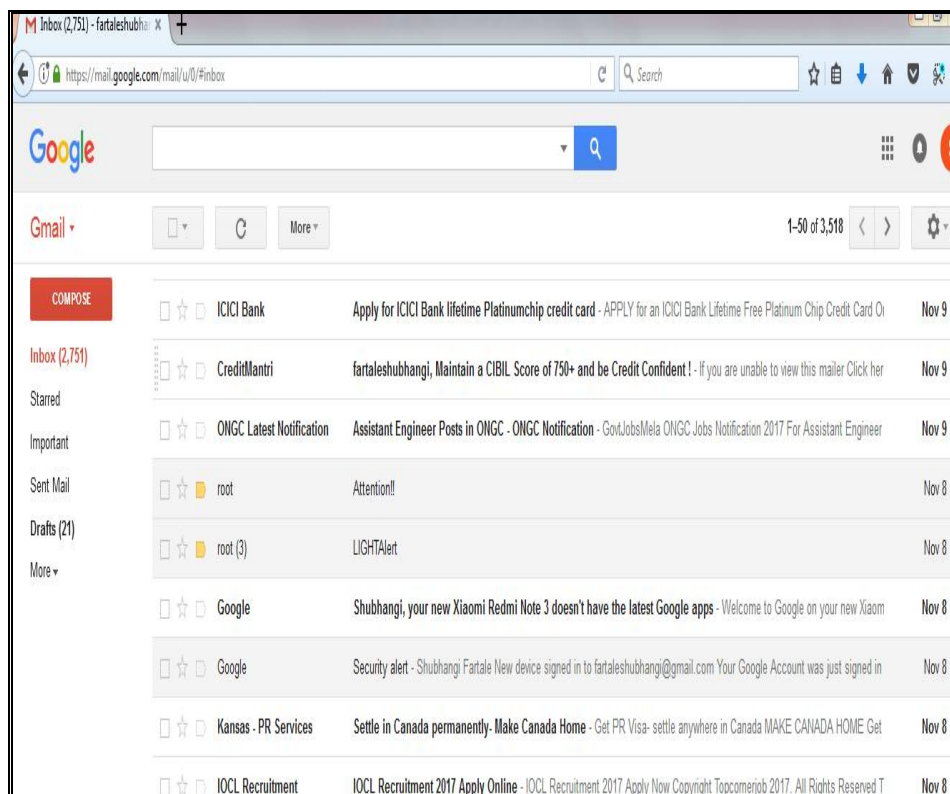 Inbox (2,751) - fartaleshubha
https://mail.google.com/mail/u/0/#inbox
Search
Google
Gmail
More
1–50 of 3,518
COMPOSE
Inbox (2,751)
Starred
Important
Sent Mail
Drafts (21)
More
ICICI Bank Apply for ICICI Bank lifetime Platinumchip credit card - APPLY for an ICICI Bank Lifetime Free Platinum Chip Credit Card Nov 9
CreditMantri fartaleshubhangi, Maintain a CIBIL Score of 750+ and be Credit Confident ! - If you are unable to view this mailer Click her Nov 9
ONGC Latest Notification Assistant Engineer Posts in ONGC - ONGC Notification - GovtJobsMela ONGC Jobs Notification 2017 For Assistant Engineer Nov 9
root Attention!! Nov 8
root (3) LIGHTAlert Nov 8
Google Shubhangi, your new Xiaomi Redmi Note 3 doesn't have the latest Google apps - Welcome to Google on your new Xiaom Nov 8
Google Security alert - Shubhangi Fartale New device signed in to fartaleshubhangi@gmail.com Your Google Account was just signed in Nov 8
Kansas - PR Services Settle in Canada permanently- Make Canada Home - Get PR Visa- settle anywhere in Canada MAKE CANADA HOME Get Nov 8
IOCL Recruitment IOCL Recruitment 2017 Apply Online - IOCL Recruitment 2017 Apply Now Copyright Topcornerjob 2017. All Rights Reserved T Nov 8